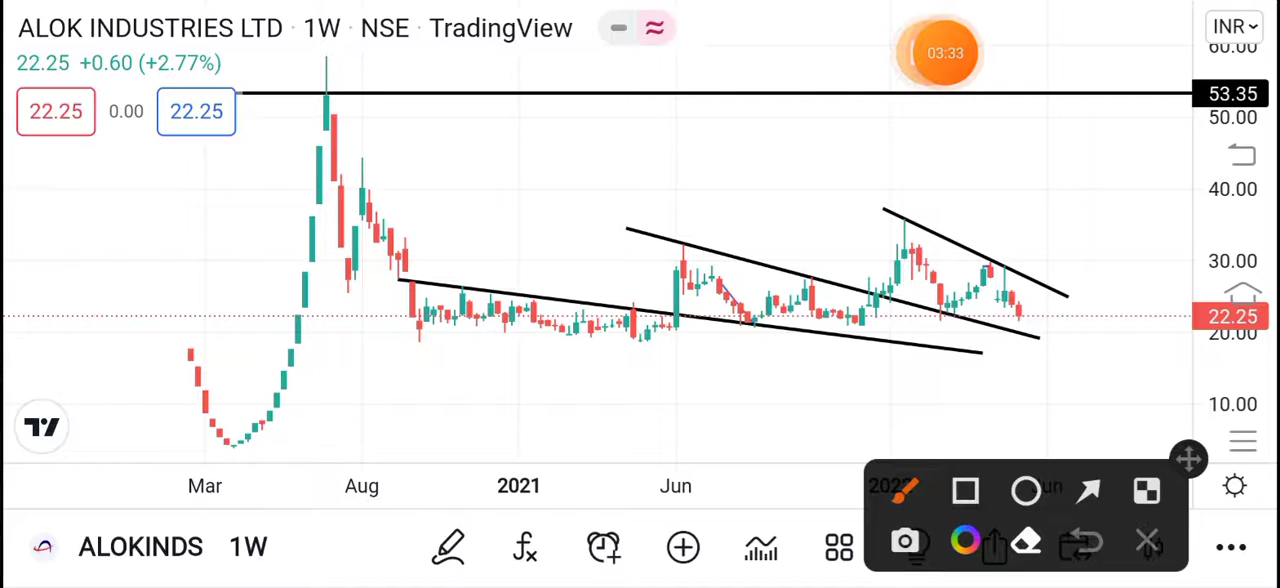 ALOK INDUSTRIES LTD · 1W · NSE · TradingView
03:33
INR
22.25 +0.60 (+2.77%)
60.00
22.25 0.00 22.25
53.35
50.00
40.00
30.00
22.25
20.00
10.00
Mar Aug 2021 Jun 2022 Jun
ALOKINDS 1W